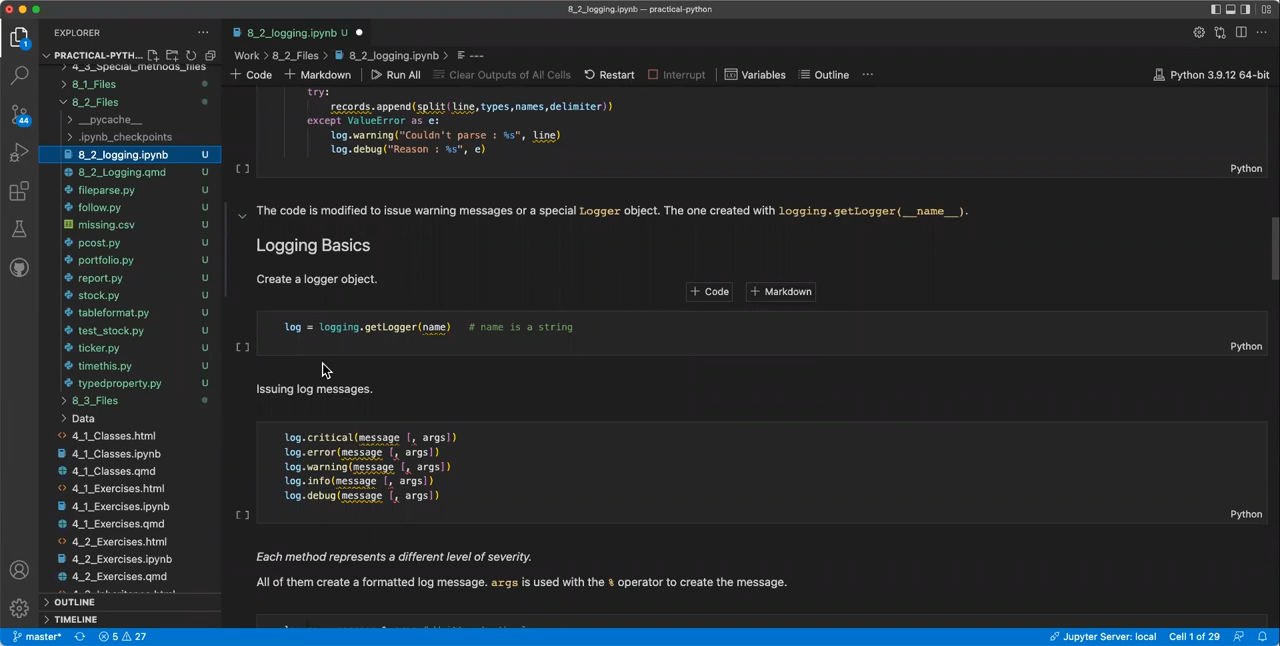 8_2_logging.ipynb — practical-python
EXPLORER
8_2_logging.ipynb U
PRACTICAL-PYTH...
Work > 8_2_Files > 8_2_logging.ipynb > ---
+ Code + Markdown Run All Clear Outputs of All Cells Restart Interrupt Variables Outline ... Python 3.9.12 64-bit
4_3_Special_methods_files
8_1_Files
8_2_Files
__pycache__
.ipynb_checkpoints
8_2_logging.ipynb U
8_2_Logging.qmd U
fileparse.py U
follow.py U
missing.csv U
pcost.py U
portfolio.py U
report.py U
stock.py U
tableformat.py U
test_stock.py U
ticker.py U
timethis.py U
typedproperty.py U
8_3_Files
Data
4_1_Classes.html
4_1_Classes.ipynb
4_1_Classes.qmd
4_1_Exercises.html
4_1_Exercises.ipynb
4_1_Exercises.qmd
4_2_Exercises.html
4_2_Exercises.ipynb
4_2_Exercises.qmd
OUTLINE
TIMELINE
1
44
try:
records.append(split(line,types,names,delimiter))
except ValueError as e:
log.warning("Couldn't parse : %s", line)
log.debug("Reason : %s", e)
[ ]
Python
The code is modified to issue warning messages or a special Logger object. The one created with logging.getLogger(__name__).
Logging Basics
Create a logger object.
+ Code + Markdown
log = logging.getLogger(name) # name is a string
[ ]
Python
Issuing log messages.
log.critical(message [, args])
log.error(message [, args])
log.warning(message [, args])
log.info(message [, args])
log.debug(message [, args])
[ ]
Python
Each method represents a different level of severity.
All of them create a formatted log message. args is used with the % operator to create the message.
master* 5 27 Jupyter Server: local Cell 1 of 29